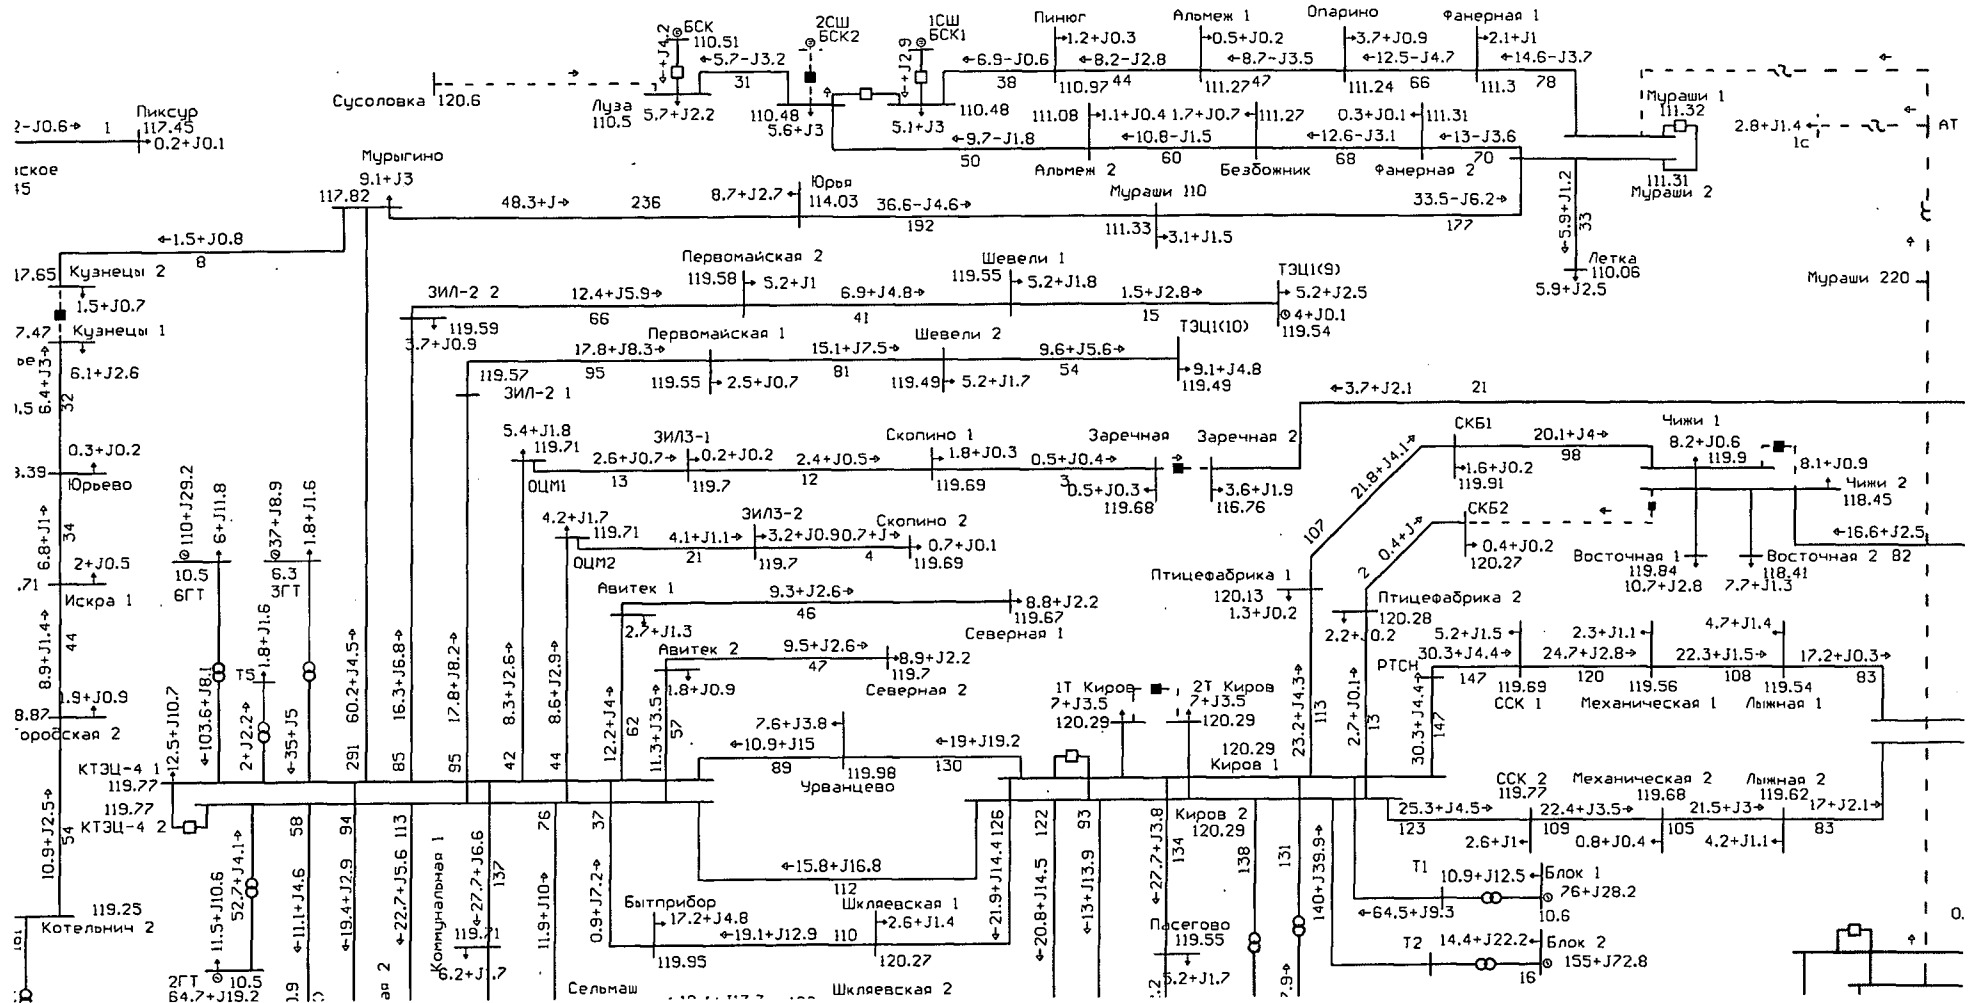 БСК
110.51
+J4.2
2СШ
БСК2
1СШ
БСК1
+J2.9
Пинюг
1.2+J0.3
Альмеж 1
0.5+J0.2
Опарино
3.7+J0.9
Фанерная 1
2.1+J1
5.7-J3.2
31
6.9-J0.6
38
8.2-J2.8
44
8.7-J3.5
47
12.5-J4.7
66
14.6-J3.7
78
110.97
111.27
111.24
111.3
Сусоловка
120.6
Луза
110.5
5.7+J2.2
110.48
5.6+J3
110.48
5.1+J3
111.08
1.1+J0.4
1.7+J0.7
111.27
0.3+J0.1
111.31
9.7-J1.8
50
10.8-J1.5
60
12.6-J3.1
68
13-J3.6
70
Альмеж 2
Безбожник
Фанерная 2
Мураши 1
111.32
111.31
Мураши 2
2.8+J1.4
1с
АТ
Пиксур
117.45
2-J0.6
1
0.2+J0.1
ское
45
Мурыгино
9.1+J3
117.82
48.3+J
236
Юрья
8.7+J2.7
114.03
36.6-J4.6
192
Мураши 110
111.33
3.1+J1.5
33.5-J6.2
177
5.9+J1.2
33
Летка
110.06
5.9+J2.5
Мураши 220
1.5+J0.8
8
17.65
Кузнецы 2
1.5+J0.7
7.47
Кузнецы 1
6.1+J2.6
6.4+J3
32
0.3+J0.2
3.39
Юрьево
6.8+J1
34
2+J0.5
.71
Искра 1
8.9+J1.4
44
1.9+J0.9
8.87
ородская 2
10.9+J2.5
54
119.25
Котельнич 2
ЗИЛ-2 2
119.59
3.7+J0.9
12.4+J5.9
66
Первомайская 2
119.58
5.2+J1
6.9+J4.8
41
Шевели 1
119.55
5.2+J1.8
1.5+J2.8
15
ТЭЦ1(9)
5.2+J2.5
4+J0.1
119.54
119.57
ЗИЛ-2 1
17.8+J8.3
95
Первомайская 1
119.55
2.5+J0.7
15.1+J7.5
81
Шевели 2
119.49
5.2+J1.7
9.6+J5.6
54
ТЭЦ1(10)
9.1+J4.8
119.49
5.4+J1.8
119.71
ОЦМ1
2.6+J0.7
13
ЗИЛ3-1
0.2+J0.2
119.7
2.4+J0.5
12
Скопино 1
1.8+J0.3
119.69
0.5+J0.4
3
Заречная
0.5+J0.3
119.68
Заречная 2
3.6+J1.9
116.76
3.7+J2.1
21
4.2+J1.7
119.71
ОЦМ2
4.1+J1.1
21
ЗИЛ3-2
3.2+J0.9
119.7
0.7+J
4
Скопино 2
0.7+J0.1
119.69
СКБ1
1.6+J0.2
119.91
20.1+J4
98
21.8+J4.1
107
Чижи 1
8.2+J0.6
119.9
8.1+J0.9
Чижи 2
118.45
СКБ2
0.4+J0.2
120.27
0.4+J
2
16.6+J2.5
82
Восточная 1
119.84
10.7+J2.8
Восточная 2
118.41
7.7+J1.3
Птицефабрика 1
120.13
1.3+J0.2
Птицефабрика 2
120.28
2.2+J0.2
110+J29.2
6+J1.8
10.5
6ГТ
37+J8.9
1.8+J1.6
6.3
3ГТ
1.8+J1.6
Т5
12.5+J10.7
103.6+J8.1
2+J2.2
35+J5
60.2+J4.5
291
16.3+J6.8
85
17.8+J8.2
95
8.3+J2.6
42
8.6+J2.9
44
12.2+J4
62
11.3+J3.5
57
Авитек 1
2.7+J1.3
9.3+J2.6
46
8.8+J2.2
119.67
Северная 1
Авитек 2
1.8+J0.9
9.5+J2.6
47
8.9+J2.2
119.7
Северная 2
КТЭЦ-4 1
119.77
119.77
КТЭЦ-4 2
7.6+J3.8
10.9+J15
89
19+J19.2
130
119.98
Урванцево
1Т Киров
7+J3.5
120.29
2Т Киров
7+J3.5
120.29
120.29
Киров 1
Киров 2
120.29
23.2+J4.3
113
2.7+J0.1
13
30.3+J4.4
147
РТСН
30.3+J4.4
147
5.2+J1.5
119.69
ССК 1
24.7+J2.8
120
2.3+J1.1
119.56
Механическая 1
22.3+J1.5
108
4.7+J1.4
119.54
Лыжная 1
17.2+J0.3
83
ССК 2
119.77
25.3+J4.5
123
2.6+J1
22.4+J3.5
109
Механическая 2
119.68
0.8+J0.4
21.5+J3
105
Лыжная 2
119.62
4.2+J1.1
17+J2.1
83
15.8+J16.8
112
Т1
10.9+J12.5
Блок 1
76+J28.2
10.6
64.5+J9.3
Т2
14.4+J22.2
Блок 2
155+J72.8
16
140+J39.9
11.5+J10.6
52.7+J4.1
2ГТ
10.5
64.7+J19.2
58
11.1+J4.6
94
19.4+J2.9
113
22.7+J5.6
Коммунальная 1
119.71
6.2+J1.7
27.7+J6.6
137
76
11.9+J10
37
0.9+J7.2
Бытприбор
17.2+J4.8
119.95
19.1+J12.9
110
Шкляевская 1
2.6+J1.4
120.27
126
21.9+J14.4
122
20.8+J14.5
93
13+J13.9
27.7+J3.8
134
Пасегово
119.55
5.2+J1.7
138
131
Сельмаш
Шкляевская 2